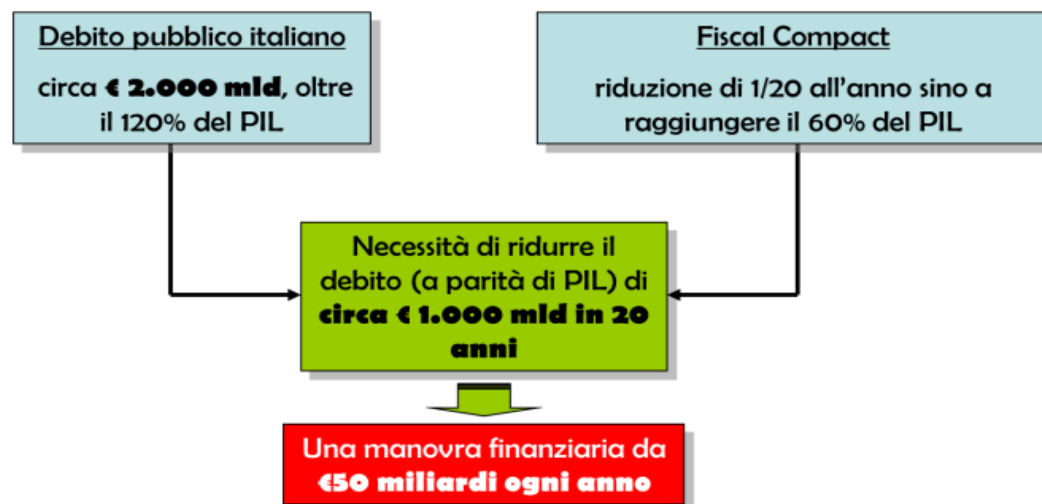 Debito pubblico italiano
circa € 2.000 mld, oltre
il 120% del PIL
Fiscal Compact
riduzione di 1/20 all'anno sino a
raggiungere il 60% del PIL
Necessità di ridurre il
debito (a parità di PIL) di
circa € 1.000 mld in 20
anni
Una manovra finanziaria da
€50 miliardi ogni anno